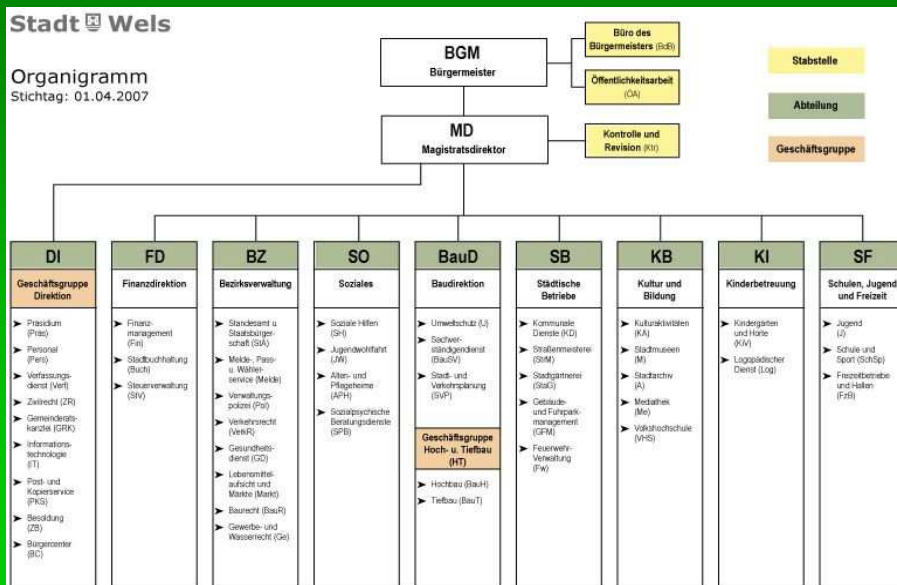 Stadt Wels
Organigramm
Stichtag: 01.04.2007
BGM
Bürgermeister
Büro des
Bürgermeisters (BdB)
Öffentlichkeitsarbeit
(ÖA)
MD
Magistratsdirektor
Kontrolle und
Revision (Ktr)
Stabstelle
Abteilung
Geschäftsgruppe
DI
Geschäftsgruppe
Direktion
Präsidium
(Präs)
Personal
(Pers)
Verfassungs-
dienst (Verf)
Zivilrecht (ZR)
Gemeinderats-
kanzlei (GRK)
Informations-
technologie
(IT)
Post- und
Kopierservice
(PKS)
Besoldung
(ZB)
Bürgercenter
(BC)
FD
Finanzdirektion
Finanz-
management
(Fin)
Stadtbuchhaltung
(Buch)
Steuerverwaltung
(StV)
BZ
Bezirksverwaltung
Standesamt u.
Staatsbürger-
schaft (StA)
Melde-, Pass-
u. Wähler-
service (Melde)
Verwaltungs-
polizei (Pol)
Verkehrsrecht
(VerkR)
Gesundheits-
dienst (GD)
Lebensmittel-
aufsicht und
Märkte (Markt)
Baurecht (BauR)
Gewerbe- und
Wasserrecht (Ge)
SO
Soziales
Soziale Hilfen
(SH)
Jugendwohlfahrt
(JW)
Alten- und
Pflegeheime
(APH)
Sozialpsychische
Beratungsdienste
(SPB)
BauD
Baudirektion
Umweltschutz (U)
Sachver-
ständigendienst
(BauSV)
Stadt- und
Verkehrsplanung
(SVP)
Geschäftsgruppe
Hoch- u. Tiefbau
(HT)
Hochbau (BauH)
Tiefbau (BauT)
SB
Städtische
Betriebe
Kommunale
Dienste (KD)
Straßenmeisterei
(StrM)
Stadtgärtnerei
(StaG)
Gebäude-
und Fuhrpark-
management
(GFM)
Feuerwehr-
Verwaltung
(Fw)
KB
Kultur und
Bildung
Kulturaktivitäten
(KA)
Stadtmuseen
(M)
Stadtarchiv
(A)
Mediathek
(Me)
Volkshochschule
(VHS)
KI
Kinderbetreuung
Kindergärten
und Horte
(KiV)
Logopädischer
Dienst (Log)
SF
Schulen, Jugend
und Freizeit
Jugend
(J)
Schule und
Sport (SchSp)
Freizeitbetriebe
und Hallen
(FzB)